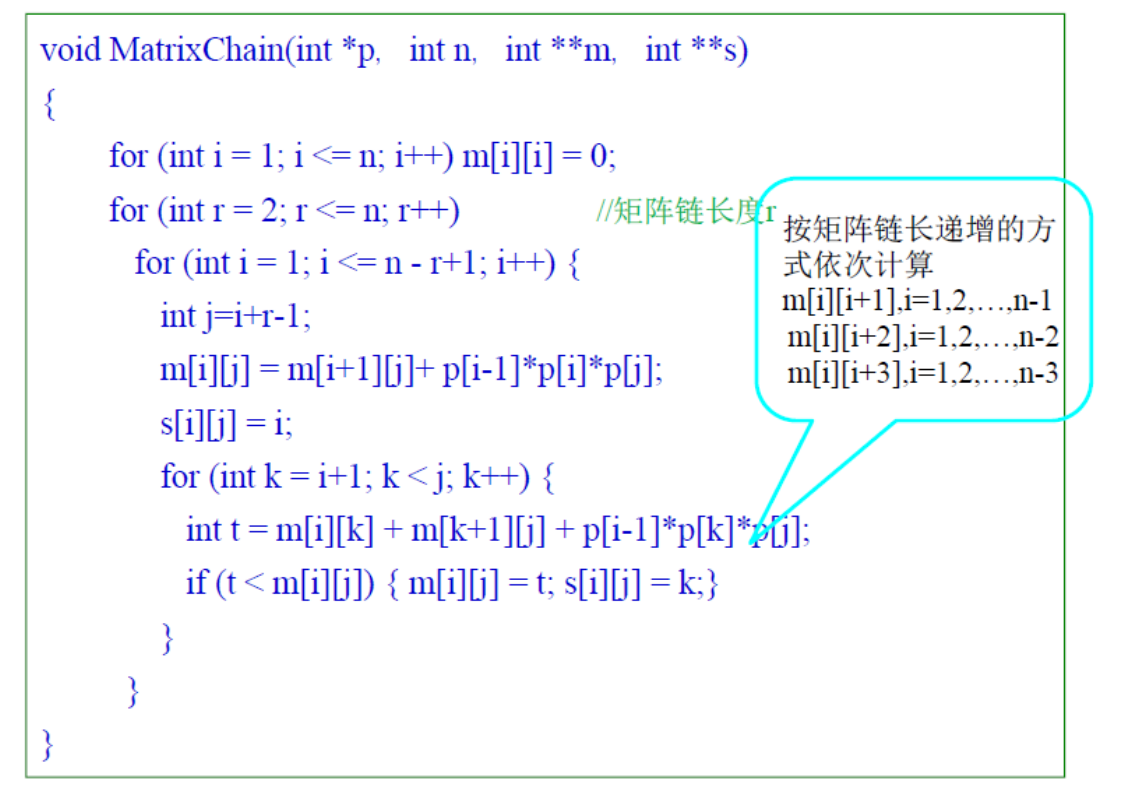 void MatrixChain(int *p, int n, int **m, int **s)
{
for (int i = 1; i <= n; i++) m[i][i] = 0;
for (int r = 2; r <= n; r++) //矩阵链长度r
for (int i = 1; i <= n - r+1; i++) {
int j=i+r-1;
m[i][j] = m[i+1][j]+ p[i-1]*p[i]*p[j];
s[i][j] = i;
for (int k = i+1; k < j; k++) {
int t = m[i][k] + m[k+1][j] + p[i-1]*p[k]*p[j];
if (t < m[i][j]) { m[i][j] = t; s[i][j] = k;}
}
}
}
按矩阵链长递增的方
式依次计算
m[i][i+1],i=1,2,…,n-1
m[i][i+2],i=1,2,…,n-2
m[i][i+3],i=1,2,…,n-3